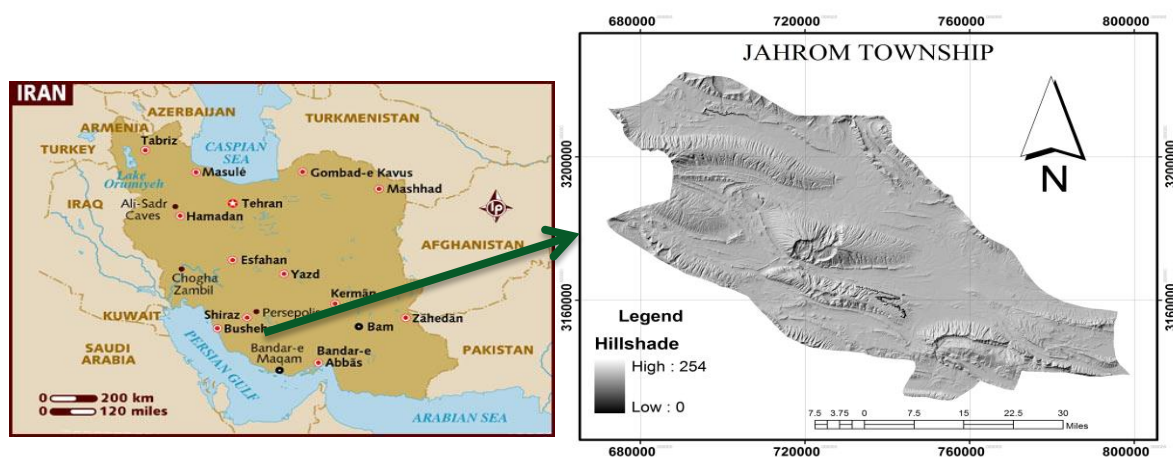 IRAN
AZERBAIJAN
ARMENIA
TURKMENISTAN
TURKEY
Tabriz
CASPIAN
SEA
Lake
Orumiyeh
Masulé
Gombad-e Kavus
Mashhad
IRAQ
Ali-Sadr
Caves
Tehran
Hamadan
LP
AFGHANISTAN
Esfahan
Yazd
Chogha
Zambil
Kermān
KUWAIT
Shiraz
Persepolis
Bam
Zāhedān
SAUDI
ARABIA
PERSIAN GULF
Bandar-e
Maqam
Bandar-e
Abbās
PAKISTAN
0 200 km
0 120 miles
ARABIAN SEA
680000 720000 760000 800000
JAHROM TOWNSHIP
N
3200000 3200000
3160000 3160000
Legend
Hillshade
High : 254
Low : 0
7.5 3.75 0 7.5 15 22.5 30
Miles
680000 720000 760000 800000